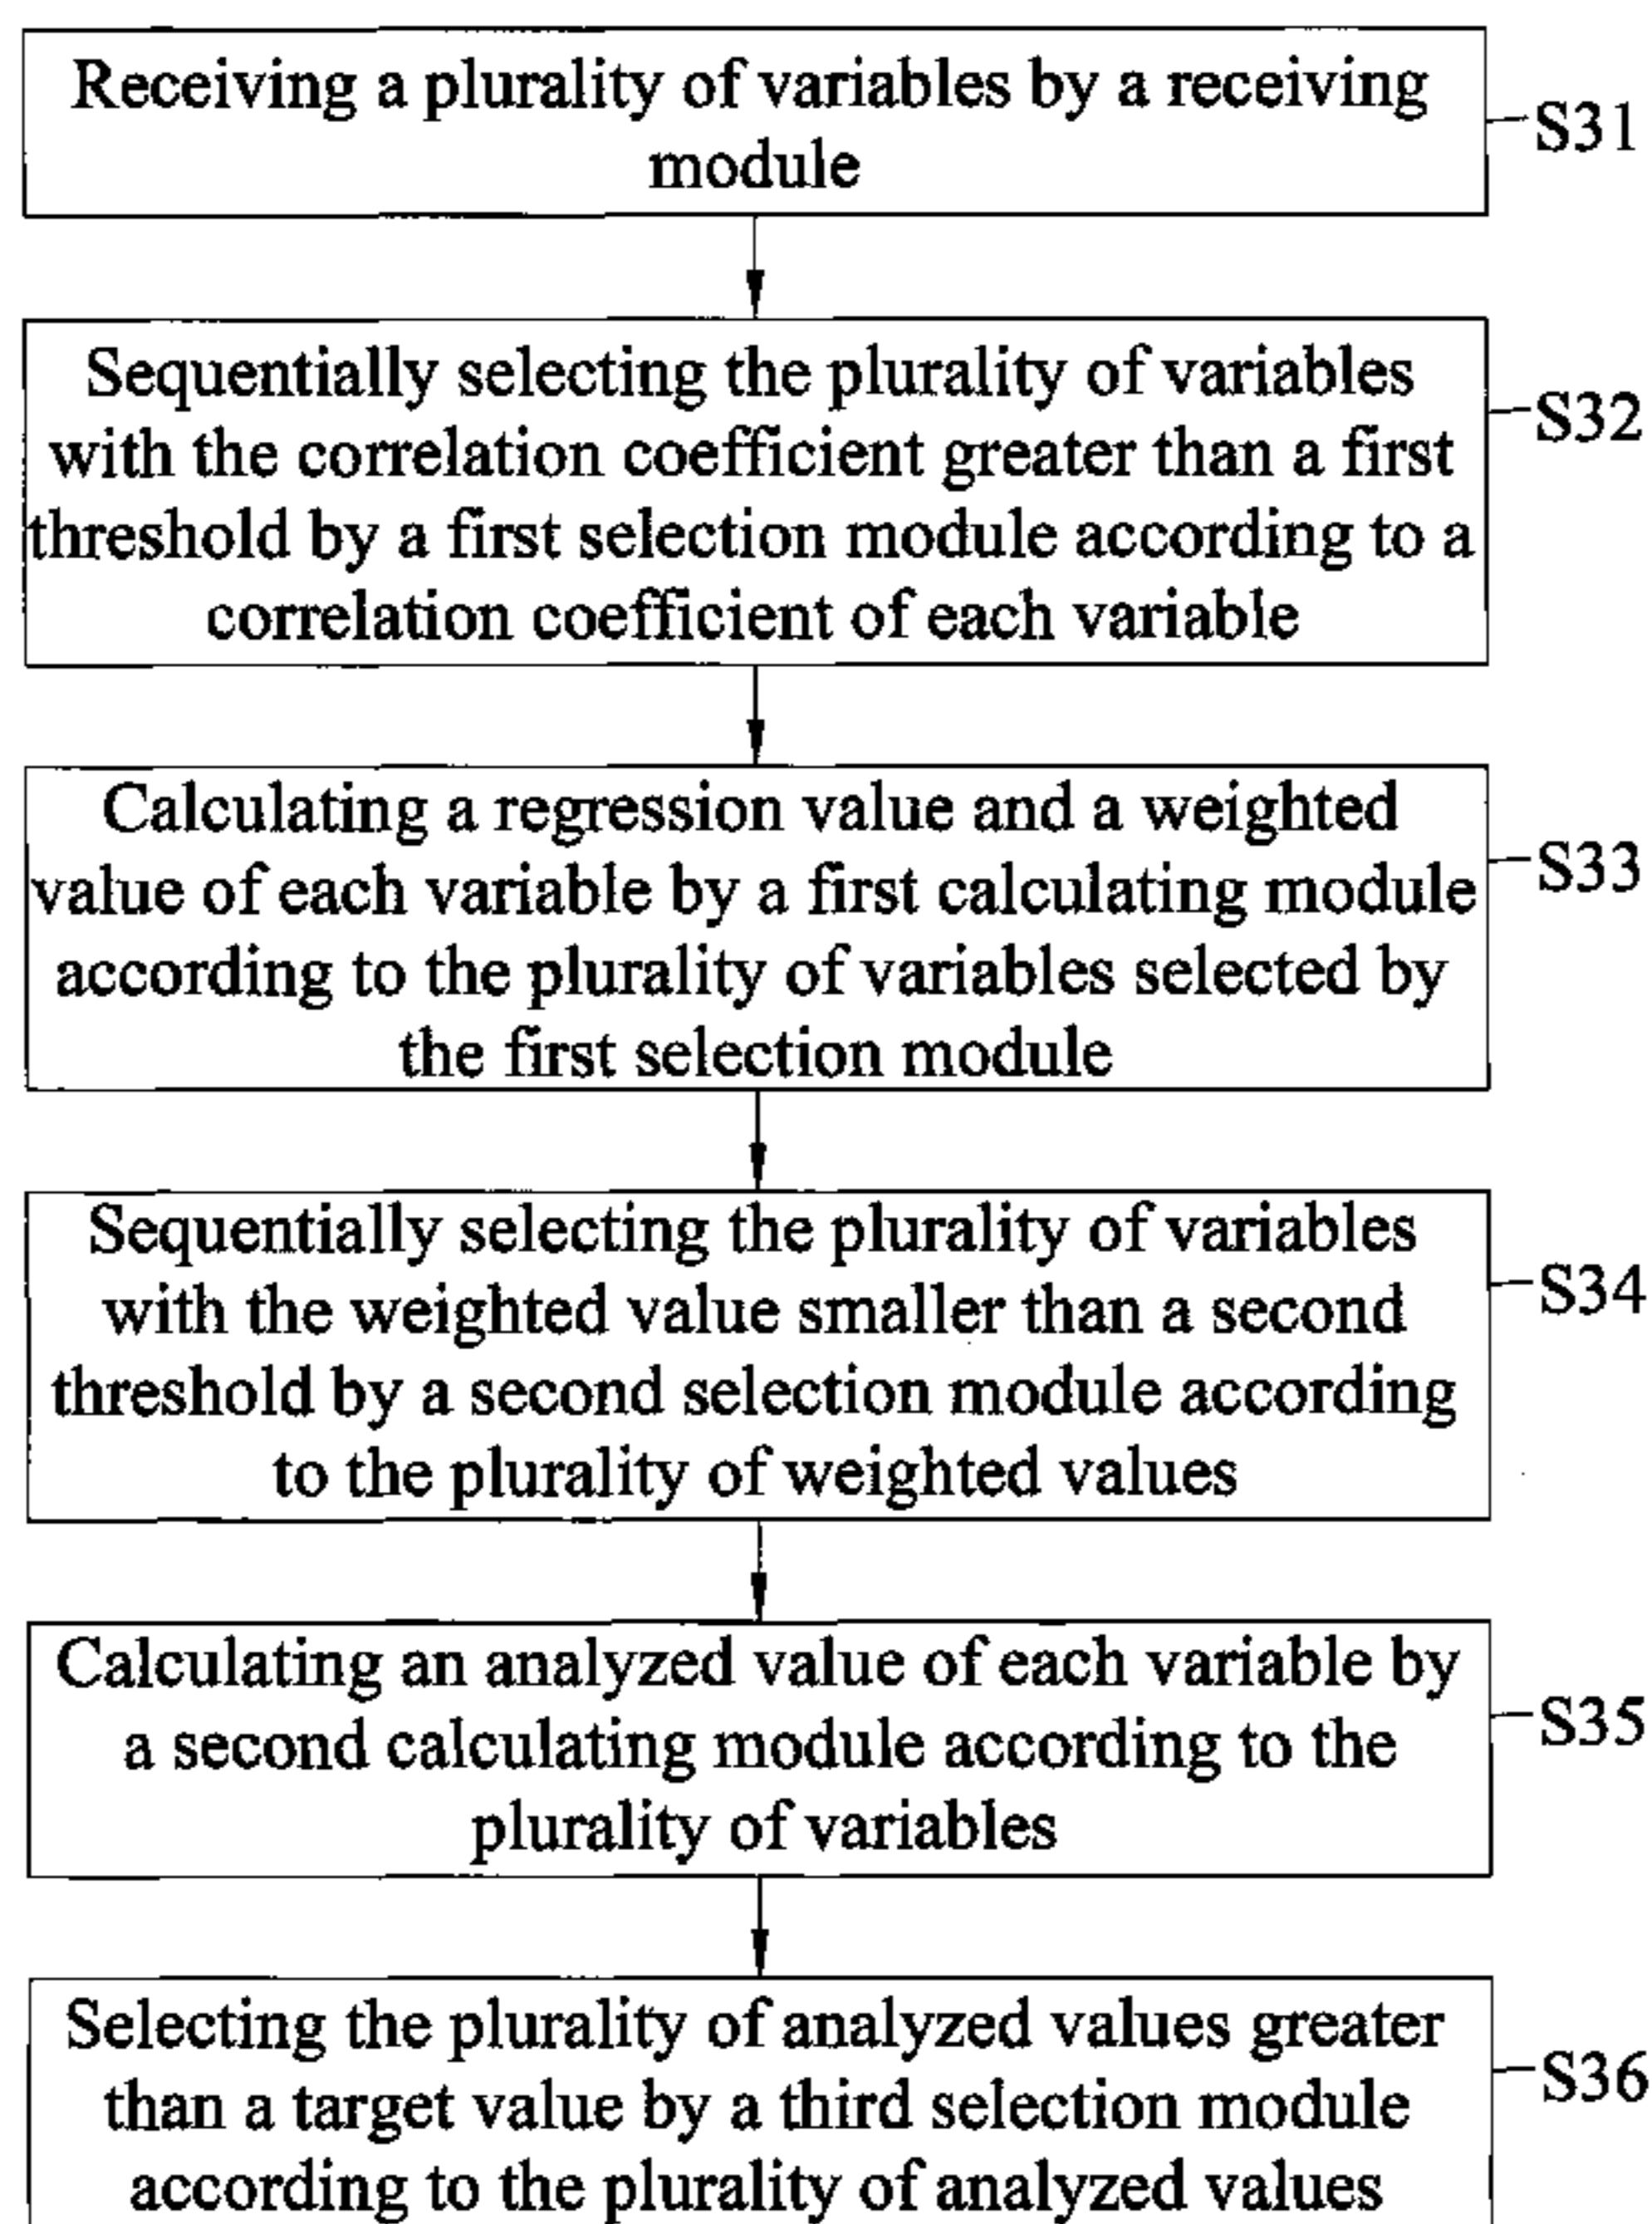 Receiving a plurality of variables by a receiving
module
S31
Sequentially selecting the plurality of variables
with the correlation coefficient greater than a first
threshold by a first selection module according to a
correlation coefficient of each variable
S32
Calculating a regression value and a weighted
value of each variable by a first calculating module
according to the plurality of variables selected by
the first selection module
S33
Sequentially selecting the plurality of variables
with the weighted value smaller than a second
threshold by a second selection module according
to the plurality of weighted values
S34
Calculating an analyzed value of each variable by
a second calculating module according to the
plurality of variables
S35
Selecting the plurality of analyzed values greater
than a target value by a third selection module
according to the plurality of analyzed values
S36